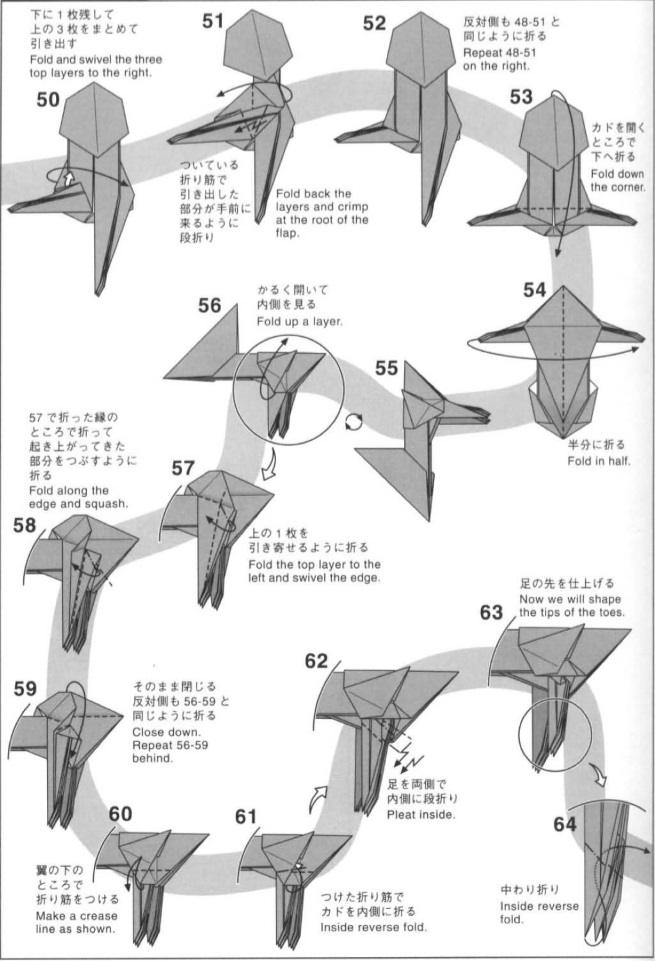 下に1枚残して
上の3枚をまとめて
引き出す
Fold and swivel the three
top layers to the right.
50
51
ついている
折り筋で
引き出した
部分が手前に
来るように
段折り
Fold back the
layers and crimp
at the root of the
flap.
52
反対側も48-51と
同じように折る
Repeat 48-51
on the right.
53
カドを開く
ところで
下へ折る
Fold down
the corner.
54
半分に折る
Fold in half.
55
56
かるく開いて
内側を見る
Fold up a layer.
57
上の1枚を
引き寄せるように折る
Fold the top layer to the
left and swivel the edge.
57で折った縁の
ところで折って
起き上がってきた
部分をつぶすように
折る
Fold along the
edge and squash.
58
59
そのまま閉じる
反対側も56-59と
同じように折る
Close down.
Repeat 56-59
behind.
60
翼の下の
ところで
折り筋をつける
Make a crease
line as shown.
61
つけた折り筋で
カドを内側に折る
Inside reverse fold.
62
足を両側で
内側に段折り
Pleat inside.
63
足の先を仕上げる
Now we will shape
the tips of the toes.
64
中わり折り
Inside reverse
fold.